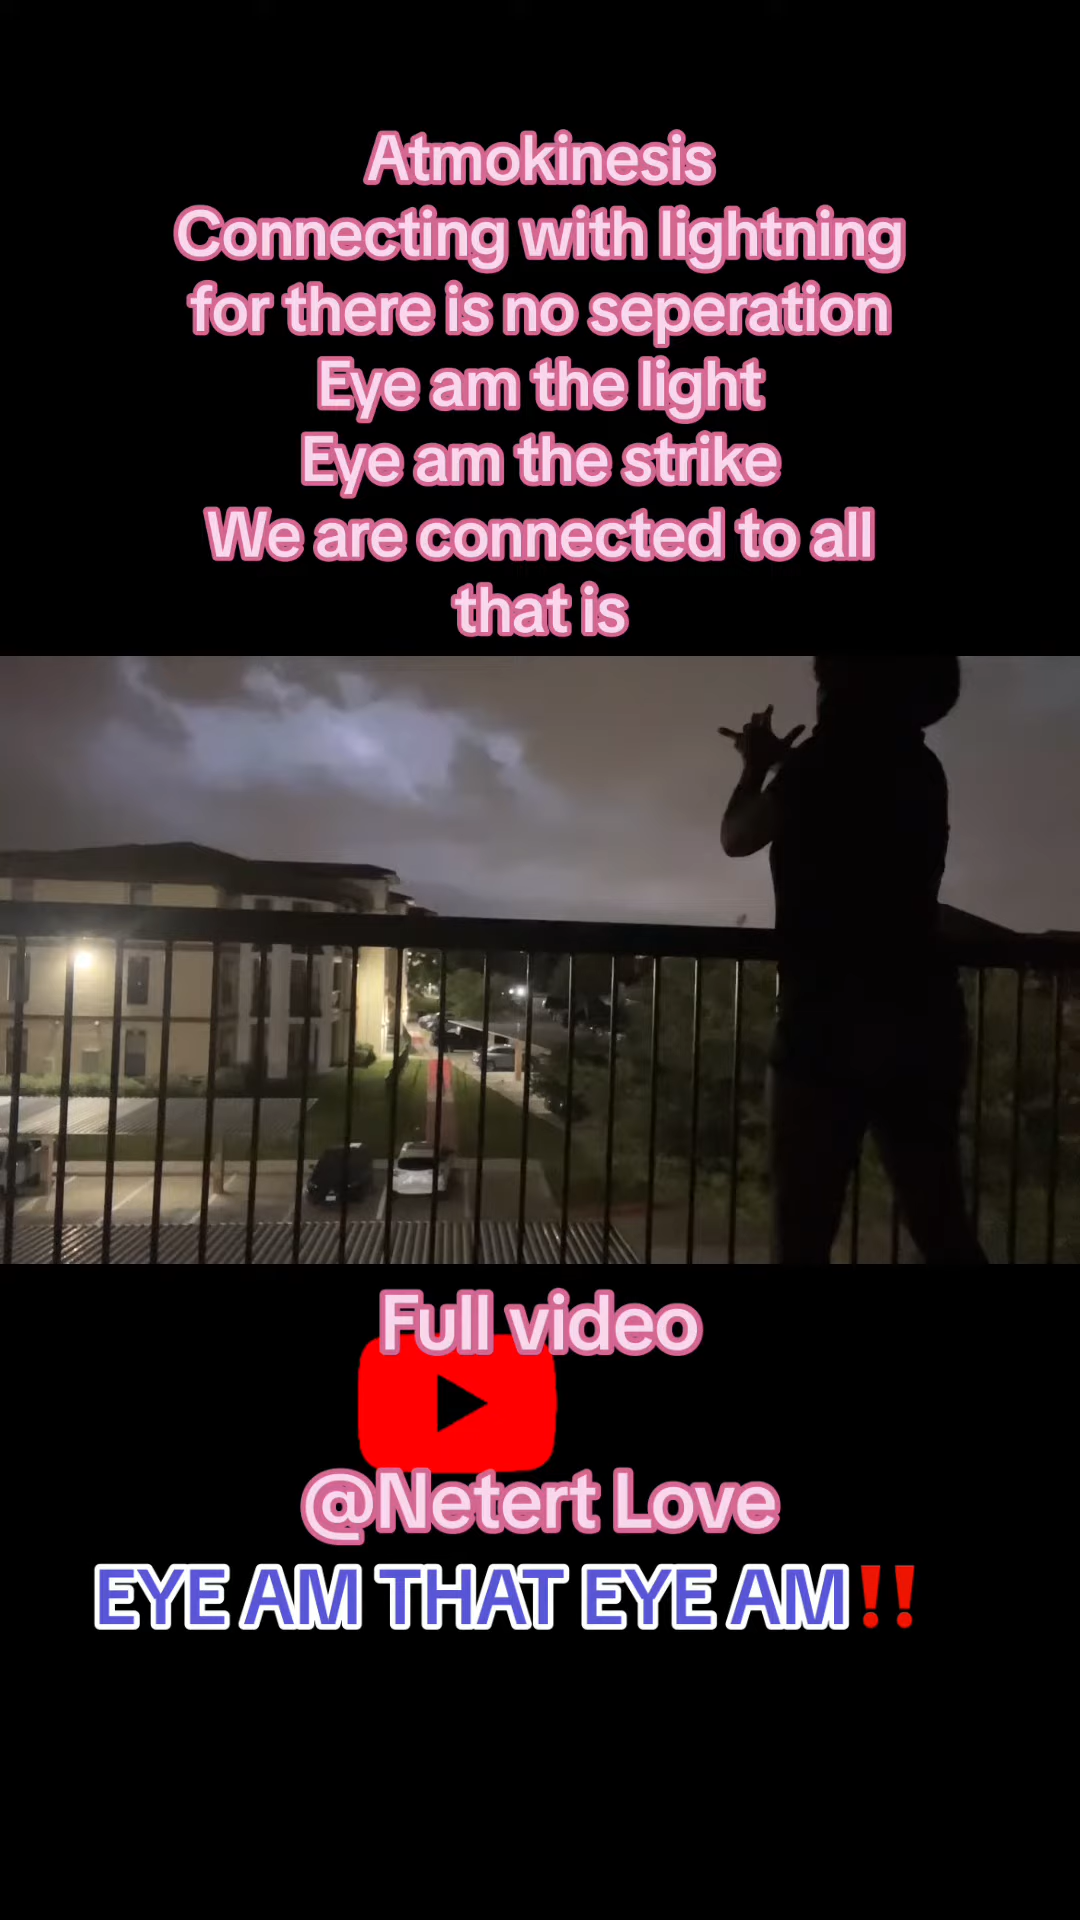 Atmokinesis
Connecting with lightning
for there is no seperation
Eye am the light
Eye am the strike
We are connected to all
that is
Full video
@Netert Love
EYE AM THAT EYE AM‼️